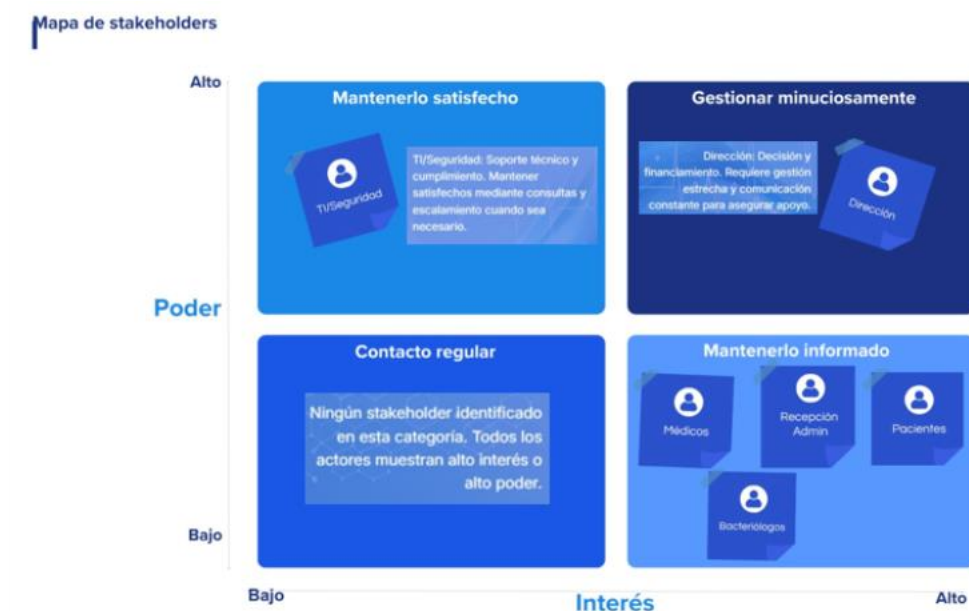 Mapa de stakeholders
Alto
Mantenerlo satisfecho
TI/Seguridad
TI/Seguridad: Soporte técnico y
cumplimiento. Mantener
satisfechos mediante consultas y
escalamiento cuando sea
necesario.
Gestionar minuciosamente
Dirección: Decisión y
financiamiento. Requiere gestión
estrecha y comunicación
constante para asegurar apoyo.
Dirección
Poder
Contacto regular
Ningún stakeholder identificado
en esta categoría. Todos los
actores muestran alto interés o
alto poder.
Mantenerlo informado
Médicos
Recepción
Admin
Pacientes
Bacteriólogos
Bajo
Bajo
Interés
Alto